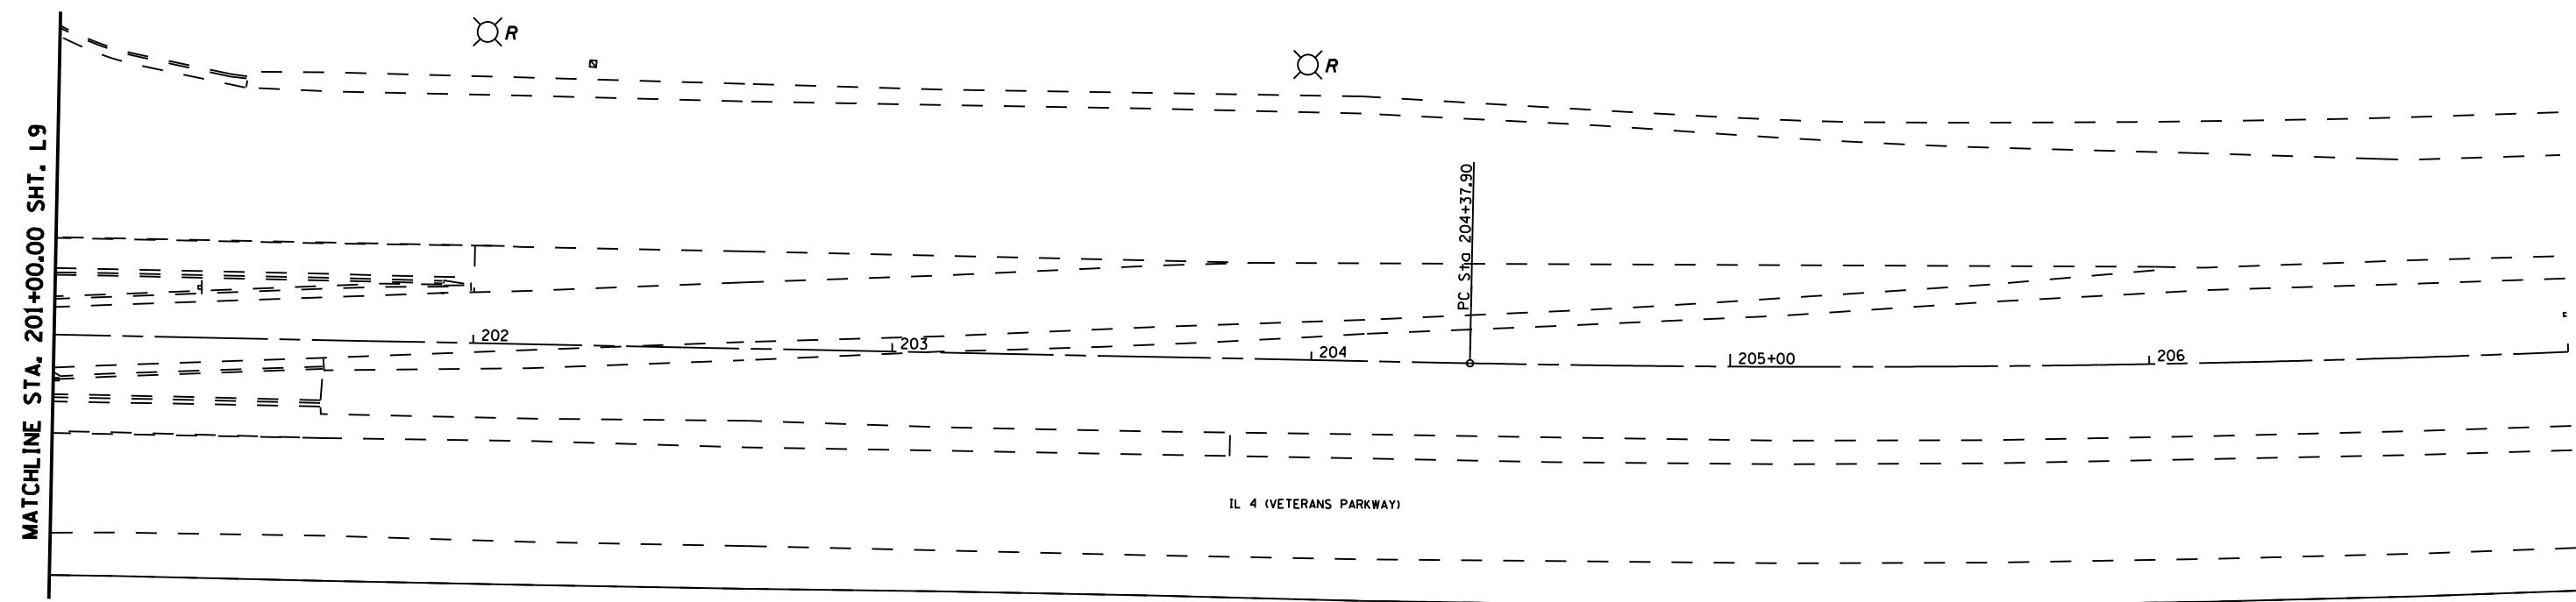 MATCHLINE STA. 201+00.00 SHT. L9
R
R
PC Sta 204+37.90
202
203
204
205+00
206
IL 4 (VETERANS PARKWAY)